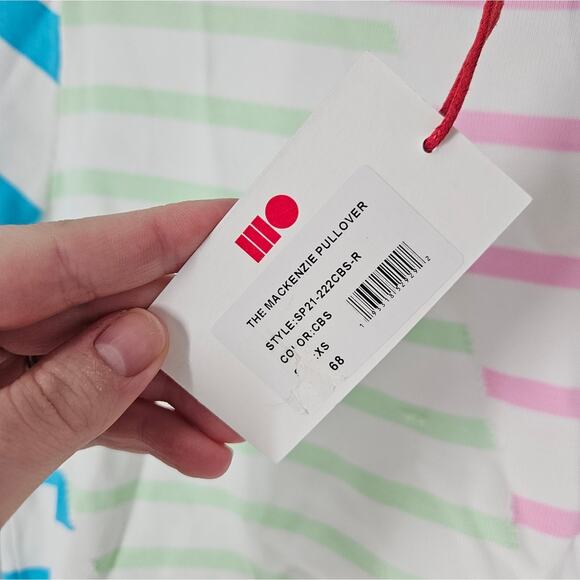 THE MACKENZIE PULLOVER
STYLE:SP21-222CBS-R
COLOR:CBS
:XS
68